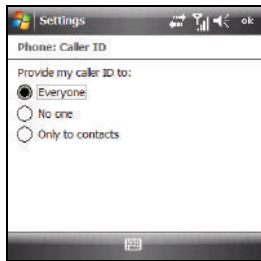 Settings
ok
Phone: Caller ID
Provide my caller ID to:
Everyone
No one
Only to contacts